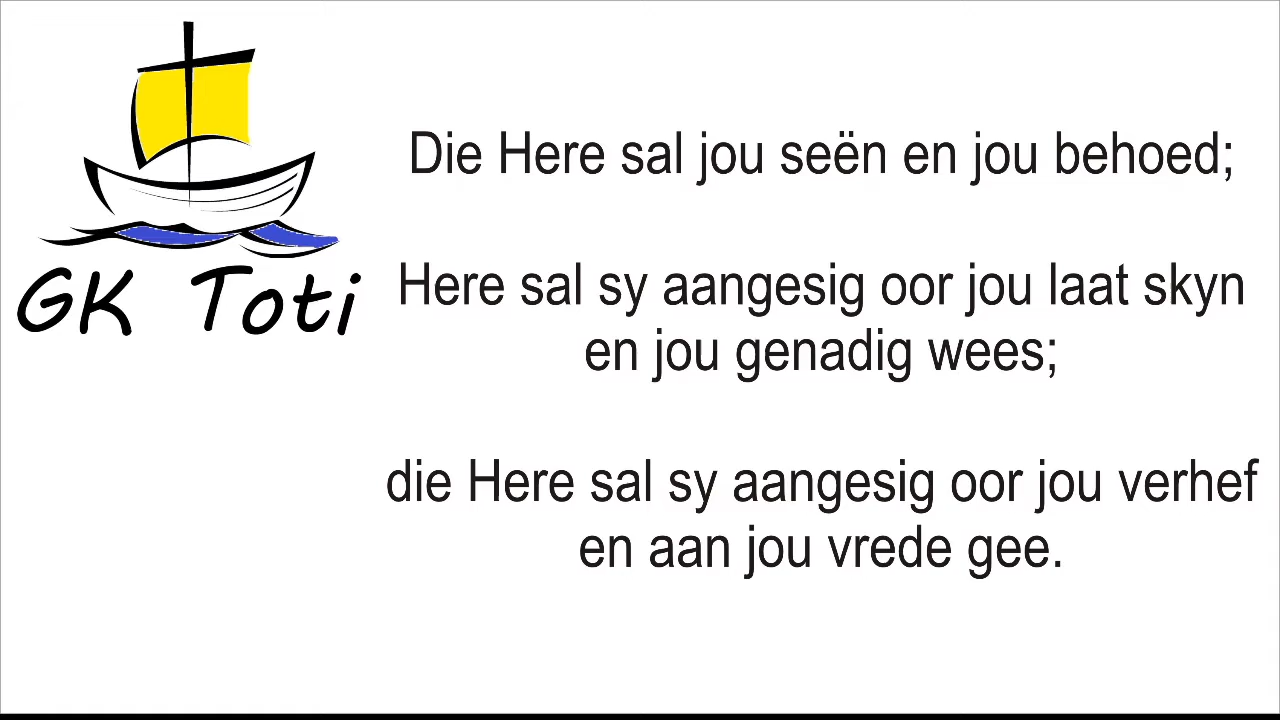 GK Toti
Die Here sal jou seën en jou behoed;
Here sal sy aangesig oor jou laat skyn
en jou genadig wees;
die Here sal sy aangesig oor jou verhef
en aan jou vrede gee.